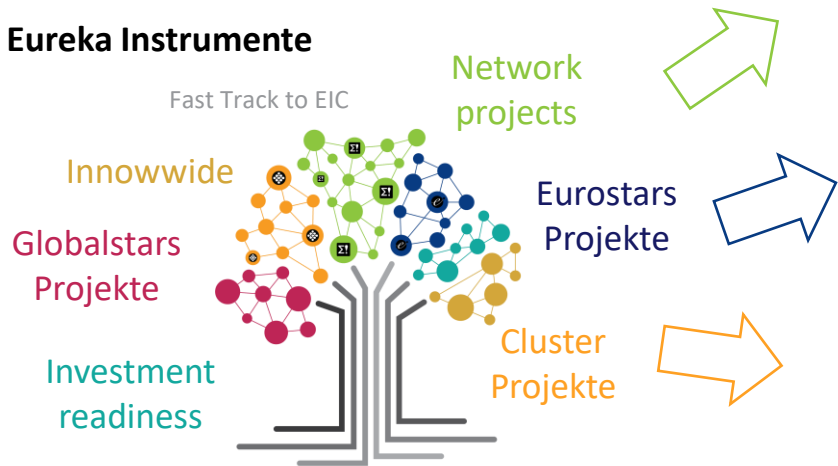 Eureka Instrumente
Fast Track to EIC
Network
projects
Innowwide
Eurostars
Projekte
Globalstars
Projekte
Cluster
Projekte
Investment
readiness